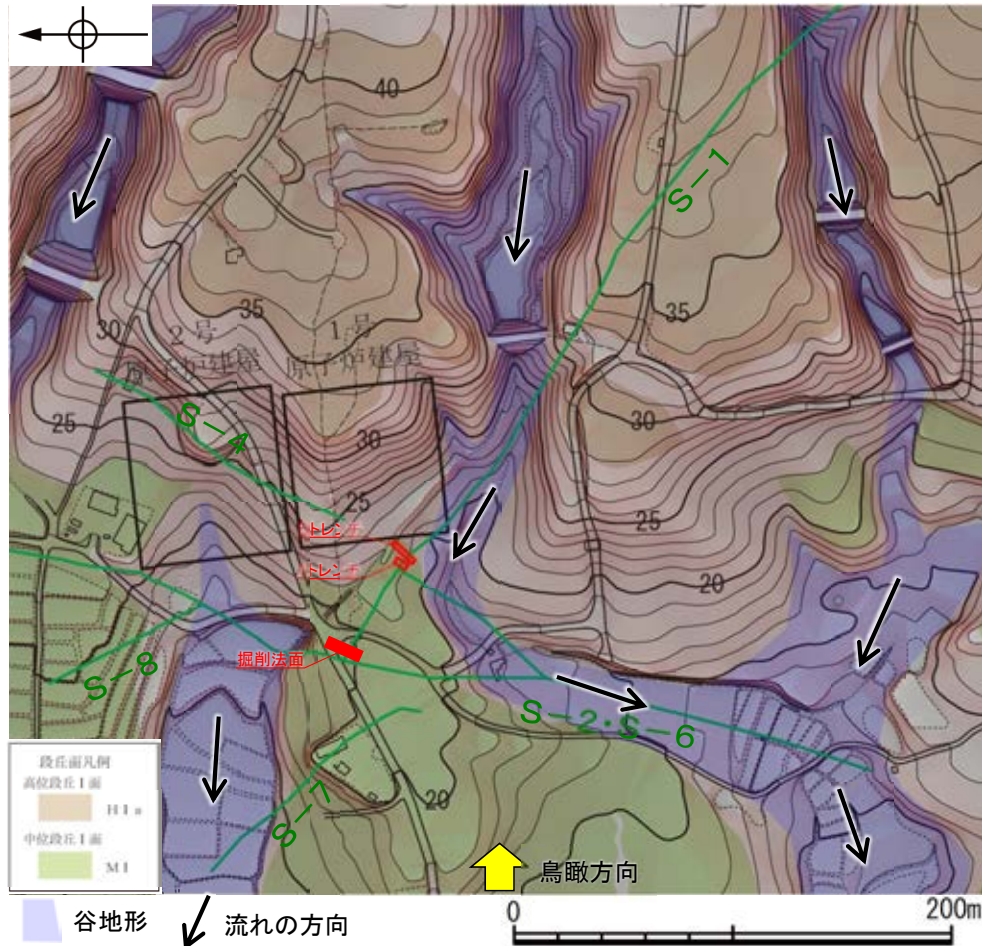 40
S-1
35
35
30
2号
原子炉建屋
1号
原子炉建屋
25
S-4
30
30
25
トレンチ
トレンチ
25
20
掘削法面
S-8
S-2・S-6
S-7
20
段丘面凡例
高位段丘Ⅰ面
HⅠa
中位段丘Ⅰ面
MⅠ
鳥瞰方向
谷地形
流れの方向
0
200m